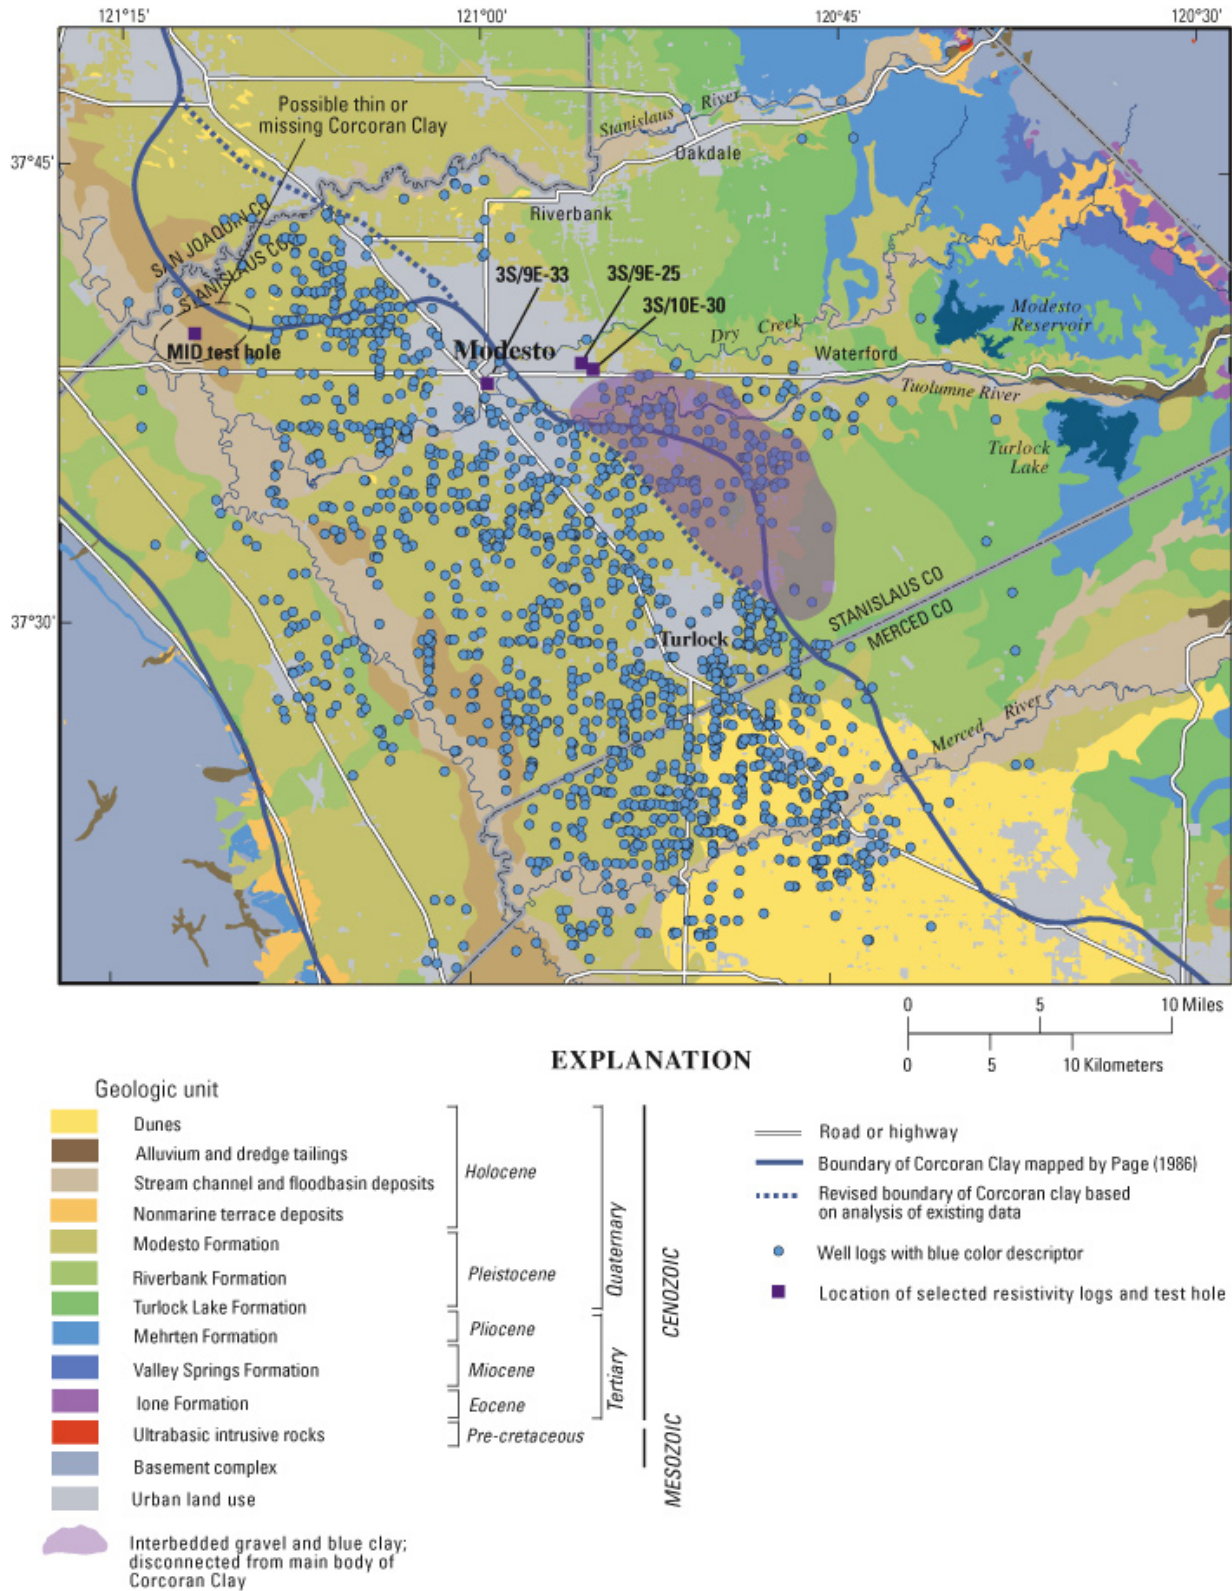 121°15'
121°00'
120°45'
120°30'
Possible thin or
missing Corcoran Clay
Stanislaus River
Oakdale
37°45'
Riverbank
SAN JOAQUIN CO
STANISLAUS CO
3S/9E-33
3S/9E-25
3S/10E-30
Modesto
Reservoir
Dry Creek
MID test hole
Modesto
Waterford
Tuolumne River
Turlock
Lake
STANISLAUS CO
MERCED CO
37°30'
Turlock
Merced River
0 5 10 Miles
0 5 10 Kilometers
EXPLANATION
Geologic unit
Dunes
Alluvium and dredge tailings
Stream channel and floodbasin deposits
Nonmarine terrace deposits
Modesto Formation
Riverbank Formation
Turlock Lake Formation
Mehrten Formation
Valley Springs Formation
Ione Formation
Ultrabasic intrusive rocks
Basement complex
Urban land use
Interbedded gravel and blue clay;
disconnected from main body of
Corcoran Clay
Holocene
Pleistocene
Pliocene
Miocene
Eocene
Pre-cretaceous
Quaternary
Tertiary
CENOZOIC
MESOZOIC
Road or highway
Boundary of Corcoran Clay mapped by Page (1986)
Revised boundary of Corcoran clay based
on analysis of existing data
Well logs with blue color descriptor
Location of selected resistivity logs and test hole